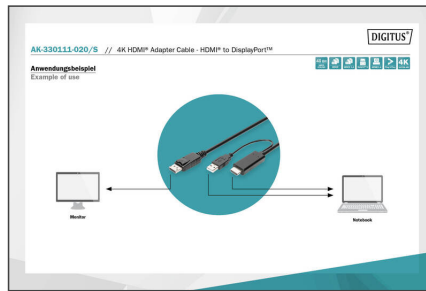 DIGITUS®
AK-330111-020/S // 4K HDMI® Adapter Cable - HDMI® to DisplayPort™
Anwendungsbeispiel
Example of use
4K
Monitor
Notebook